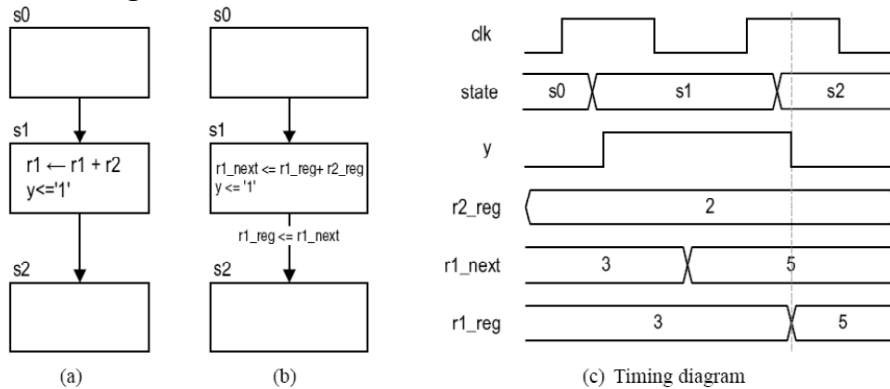 s0
s1
r1 ← r1 + r2
y<='1'
s2
(a)
s0
s1
r1_next <= r1_reg+ r2_reg
y <= '1'
r1_reg <= r1_next
s2
(b)
clk
state s0 s1 s2
y
r2_reg 2
r1_next 3 5
r1_reg 3 5
(c) Timing diagram